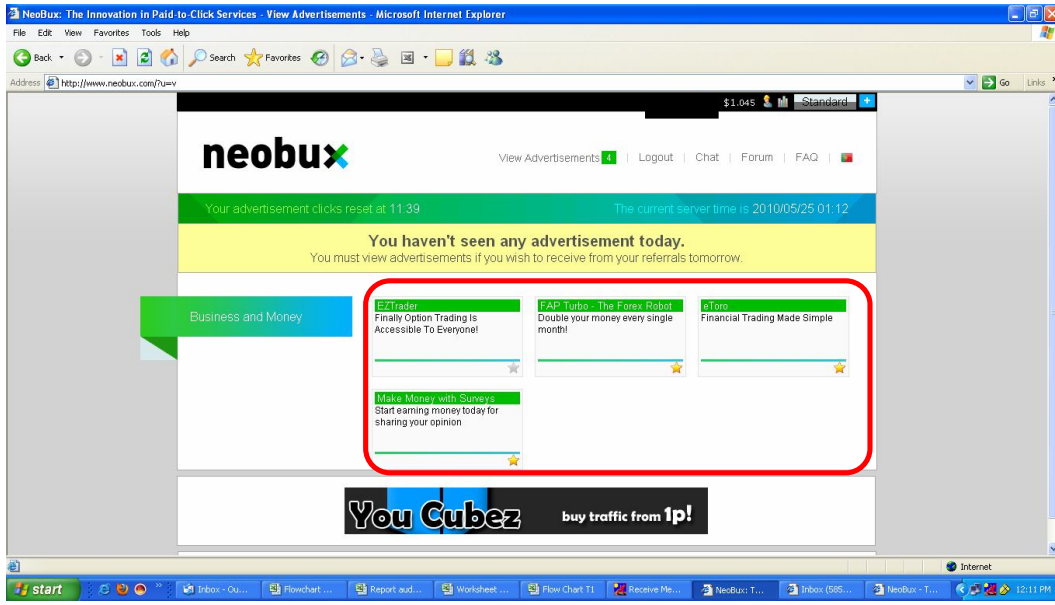 NeoBux: The Innovation in Paid-to-Click Services - View Advertisements - Microsoft Internet Explorer
File Edit View Favorites Tools Help
Back Search Favorites
Address http://www.neobux.com/?u=v Go Links
$1.045 Standard +
neobux
View Advertisements 4 | Logout | Chat | Forum | FAQ |
Your advertisement clicks reset at 11:39 The current server time is 2010/05/25 01:12
You haven't seen any advertisement today.
You must view advertisements if you wish to receive from your referrals tomorrow.
Business and Money
EZTrader
Finally Option Trading Is
Accessible To Everyone!
FAP Turbo - The Forex Robot
Double your money every single
month!
eToro
Financial Trading Made Simple
Make Money with Surveys
Start earning money today for
sharing your opinion
You Cubez buy traffic from 1p!
Internet
start Inbox - Ou... Flowchart ... Report aud... Worksheet ... Flow Chart T1 Receive Me... NeoBux: T... Inbox (585... NeoBux - T... 12:11 PM